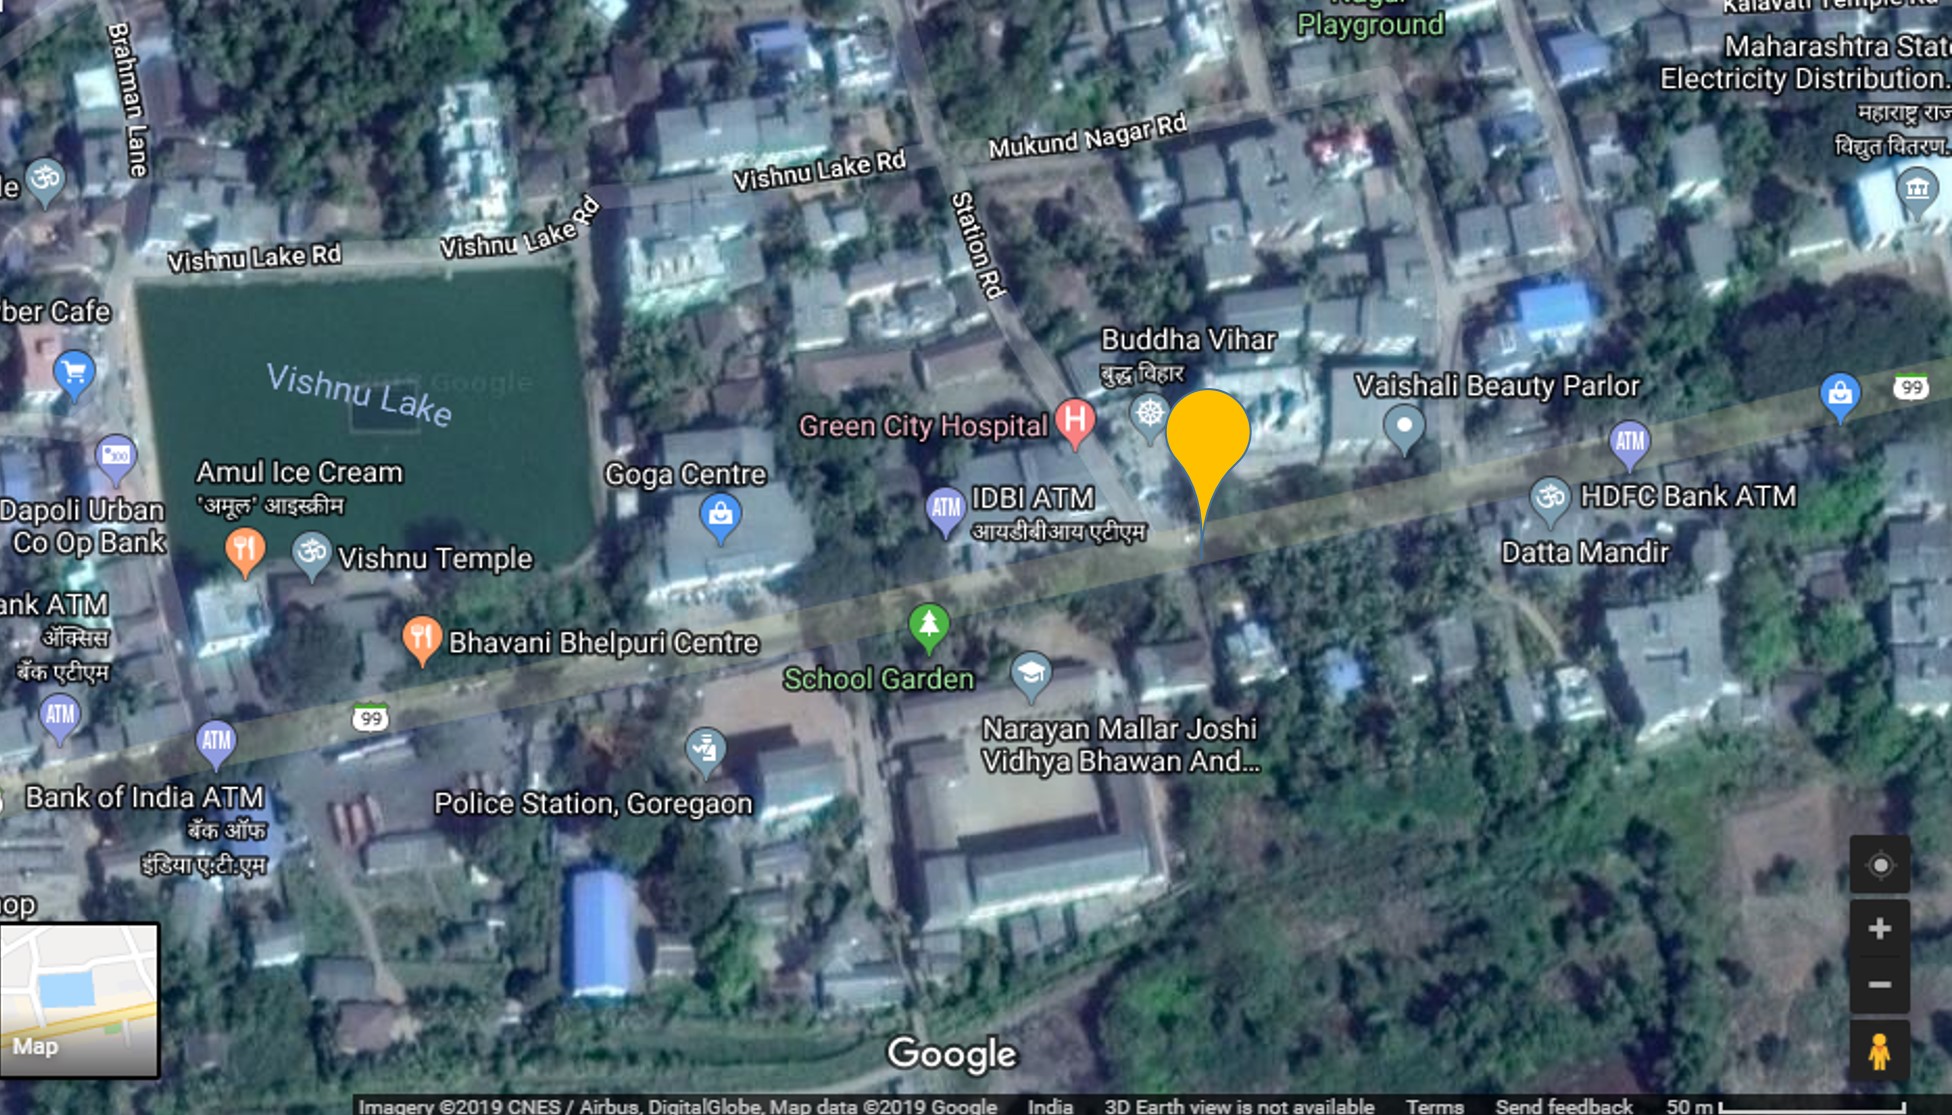 Playground
Kalavati Temple Rd
Maharashtra State
Electricity Distribution...
महाराष्ट्र राज
विद्युत वितरण.
Brahman Lane
Mukund Nagar Rd
Vishnu Lake Rd
Vishnu Lake Rd
Vishnu Lake Rd
Station Rd
ber Cafe
Vishnu Lake
Google
Buddha Vihar
बुद्ध विहार
Green City Hospital
H
Vaishali Beauty Parlor
99
ATM
Amul Ice Cream
'अमूल' आइस्क्रीम
Goga Centre
ATM
IDBI ATM
आयडीबीआय एटीएम
HDFC Bank ATM
Dapoli Urban
Co Op Bank
Vishnu Temple
Datta Mandir
ank ATM
ॲक्सिस
बँक एटीएम
Bhavani Bhelpuri Centre
School Garden
ATM
99
ATM
Narayan Mallar Joshi
Vidhya Bhawan And...
Police Station, Goregaon
Bank of India ATM
बँक ऑफ
इंडिया ए.टी.एम
op
Map
Google
Imagery ©2019 CNES / Airbus, DigitalGlobe, Map data ©2019 Google India 3D Earth view is not available Terms Send feedback 50 m